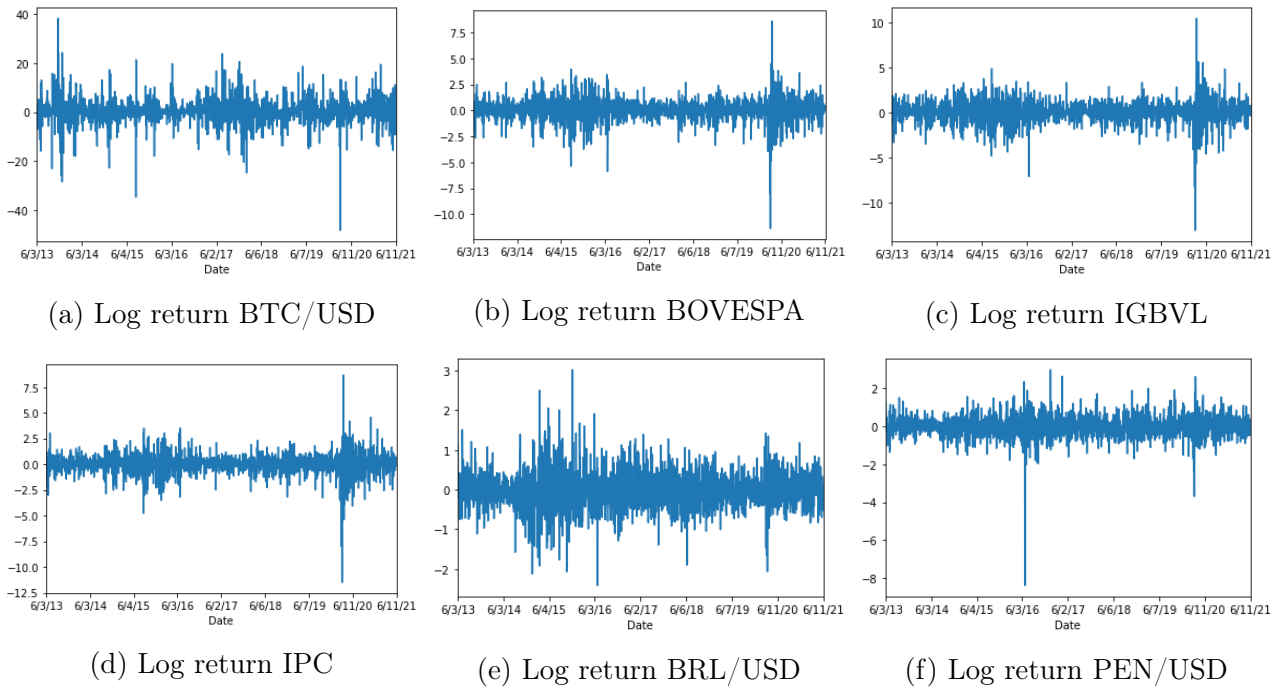 40
20
0
−20
−40
6/3/13 6/3/14 6/4/15 6/3/16 6/2/17 6/6/18 6/7/19 6/11/20 6/11/21
Date
(a) Log return BTC/USD
7.5
5.0
2.5
0.0
−2.5
−5.0
−7.5
−10.0
6/3/13 6/3/14 6/4/15 6/3/16 6/2/17 6/6/18 6/7/19 6/11/20 6/11/21
Date
(b) Log return BOVESPA
10
5
0
−5
−10
6/3/13 6/3/14 6/4/15 6/3/16 6/2/17 6/6/18 6/7/19 6/11/20 6/11/21
Date
(c) Log return IGBVL
7.5
5.0
2.5
0.0
−2.5
−5.0
−7.5
−10.0
−12.5
6/3/13 6/3/14 6/4/15 6/3/16 6/2/17 6/6/18 6/7/19 6/11/20 6/11/21
Date
(d) Log return IPC
3
2
1
0
−1
−2
6/3/13 6/3/14 6/4/15 6/3/16 6/2/17 6/6/18 6/7/19 6/11/20 6/11/21
Date
(e) Log return BRL/USD
2
0
−2
−4
−6
−8
6/3/13 6/3/14 6/4/15 6/3/16 6/2/17 6/6/18 6/7/19 6/11/20 6/11/21
Date
(f) Log return PEN/USD